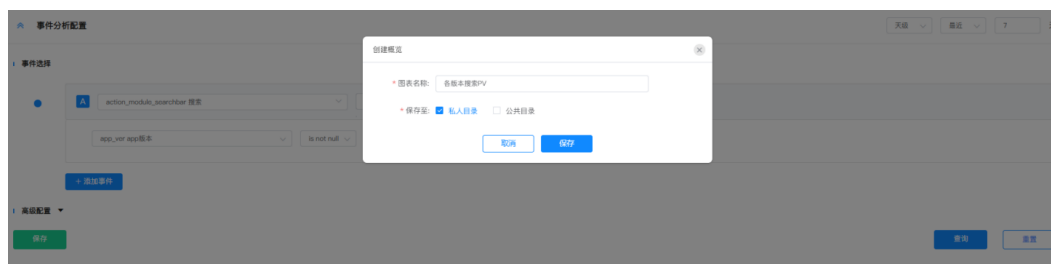 事件分析配置 天级 最近 7
创建概览
事件选择
* 图表名称: 各版本搜索PV
A action_modulo_soarchbar 搜索
* 保存至: 私人目录 公共目录
app_ver app版本 Is not null 取消 保存
+ 添加事件
高级配置
保存 查询 重置